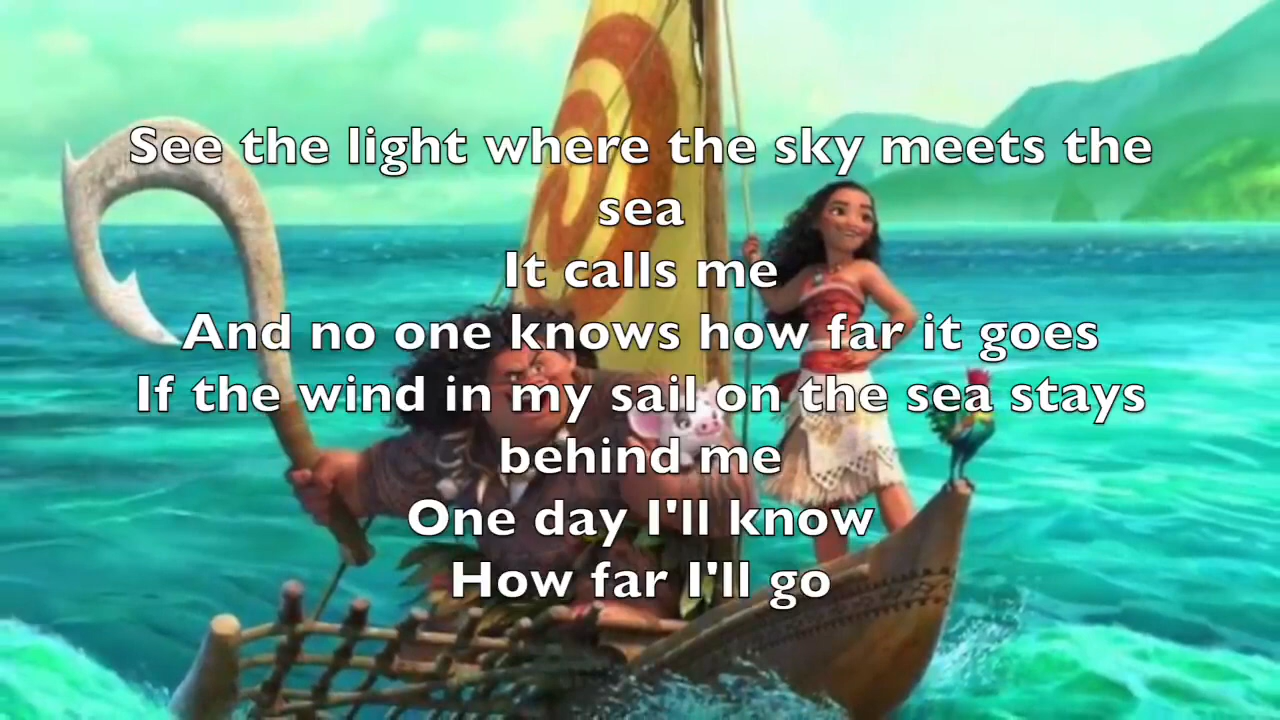 See the light where the sky meets the
sea
It calls me
And no one knows how far it goes
If the wind in my sail on the sea stays
behind me
One day I'll know
How far I'll go